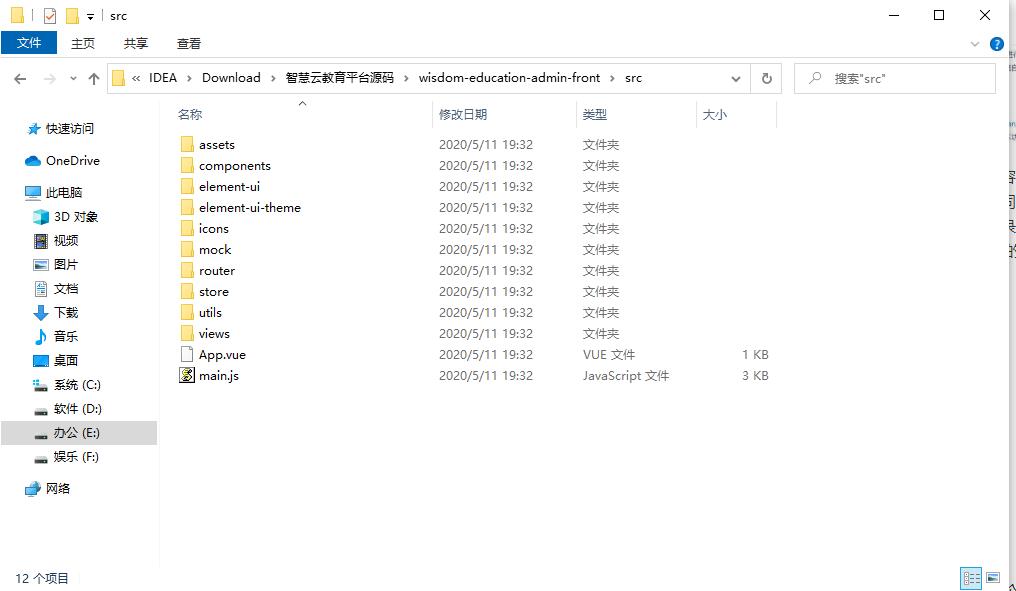 src
文件 主页 共享 查看
« IDEA › Download › 智慧云教育平台源码 › wisdom-education-admin-front › src 搜索"src"
名称 修改日期 类型 大小
快速访问
OneDrive
此电脑
3D 对象
视频
图片
文档
下载
音乐
桌面
系统 (C:)
软件 (D:)
办公 (E:)
娱乐 (F:)
网络
assets 2020/5/11 19:32 文件夹
components 2020/5/11 19:32 文件夹
element-ui 2020/5/11 19:32 文件夹
element-ui-theme 2020/5/11 19:32 文件夹
icons 2020/5/11 19:32 文件夹
mock 2020/5/11 19:32 文件夹
router 2020/5/11 19:32 文件夹
store 2020/5/11 19:32 文件夹
utils 2020/5/11 19:32 文件夹
views 2020/5/11 19:32 文件夹
App.vue 2020/5/11 19:32 VUE 文件 1 KB
main.js 2020/5/11 19:32 JavaScript 文件 3 KB
12 个项目